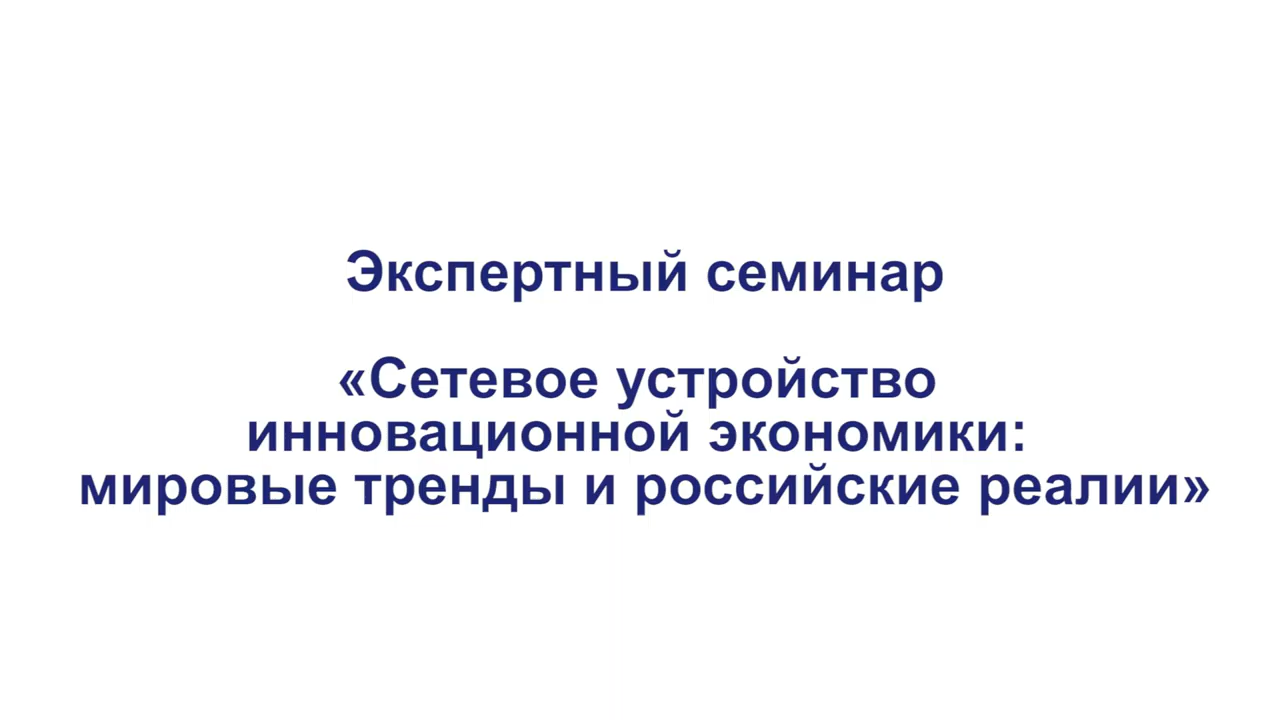 Экспертный семинар
«Сетевое устройство
инновационной экономики:
мировые тренды и российские реалии»